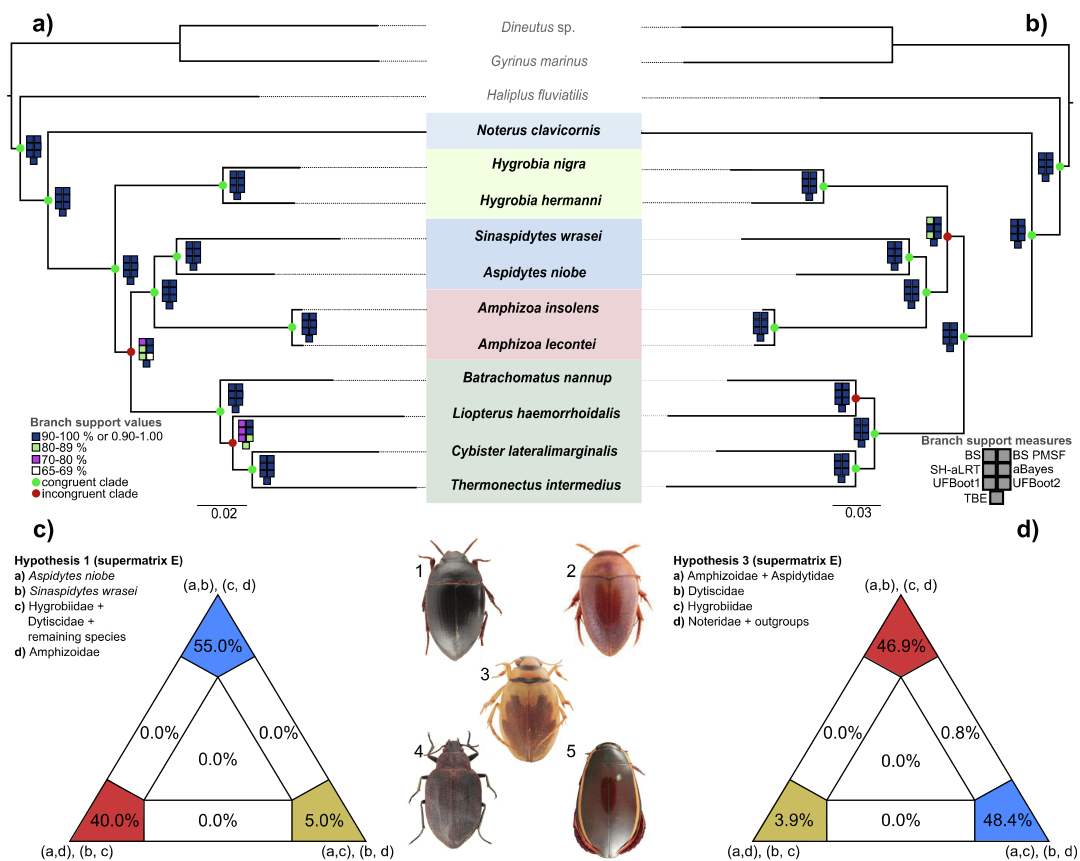 a)
b)
Dineutus sp.
Gyrinus marinus
Haliplus fluviatilis
Noterus clavicornis
Hygrobia nigra
Hygrobia hermanni
Sinaspidytes wrasei
Aspidytes niobe
Amphizoa insolens
Amphizoa lecontei
Batrachomatus nannup
Liopterus haemorrhoidalis
Cybister lateralimarginalis
Thermonectus intermedius
Branch support values
90-100 % or 0.90-1.00
80-89 %
70-80 %
65-69 %
congruent clade
incongruent clade
0.02
0.03
Branch support measures
BS BS PMSF
SH-aLRT aBayes
UFBoot1 UFBoot2
TBE
c)
Hypothesis 1 (supermatrix E)
a) Aspidytes niobe
b) Sinaspidytes wrasei
c) Hygrobiidae +
Dytiscidae +
remaining species
d) Amphizoidae
(a,b), (c, d)
55.0%
0.0%
0.0%
0.0%
40.0%
0.0%
5.0%
(a,d), (b, c)
(a,c), (b, d)
1
2
3
4
5
d)
Hypothesis 3 (supermatrix E)
a) Amphizoidae + Aspidytidae
b) Dytiscidae
c) Hygrobiidae
d) Noteridae + outgroups
(a,b), (c, d)
46.9%
0.0%
0.8%
0.0%
3.9%
0.0%
48.4%
(a,d), (b, c)
(a,c), (b, d)